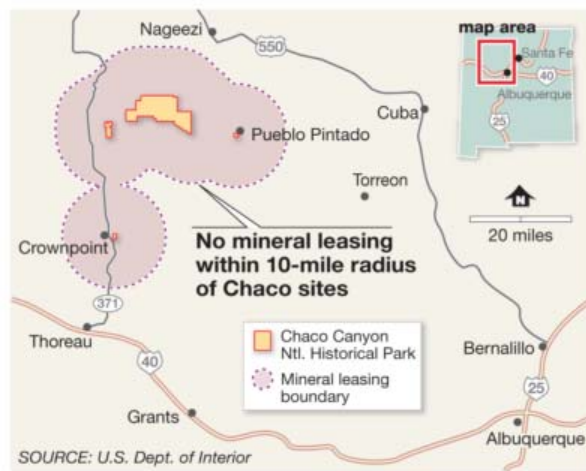 Nageezi
550
map area
Santa Fe
40
Albuquerque
25
Cuba
Pueblo Pintado
Torreon
N
20 miles
No mineral leasing
within 10-mile radius
of Chaco sites
Crownpoint
371
Thoreau
Chaco Canyon
Ntl. Historical Park
Mineral leasing
boundary
40
Bernalillo
25
Grants
Albuquerque
SOURCE: U.S. Dept. of Interior